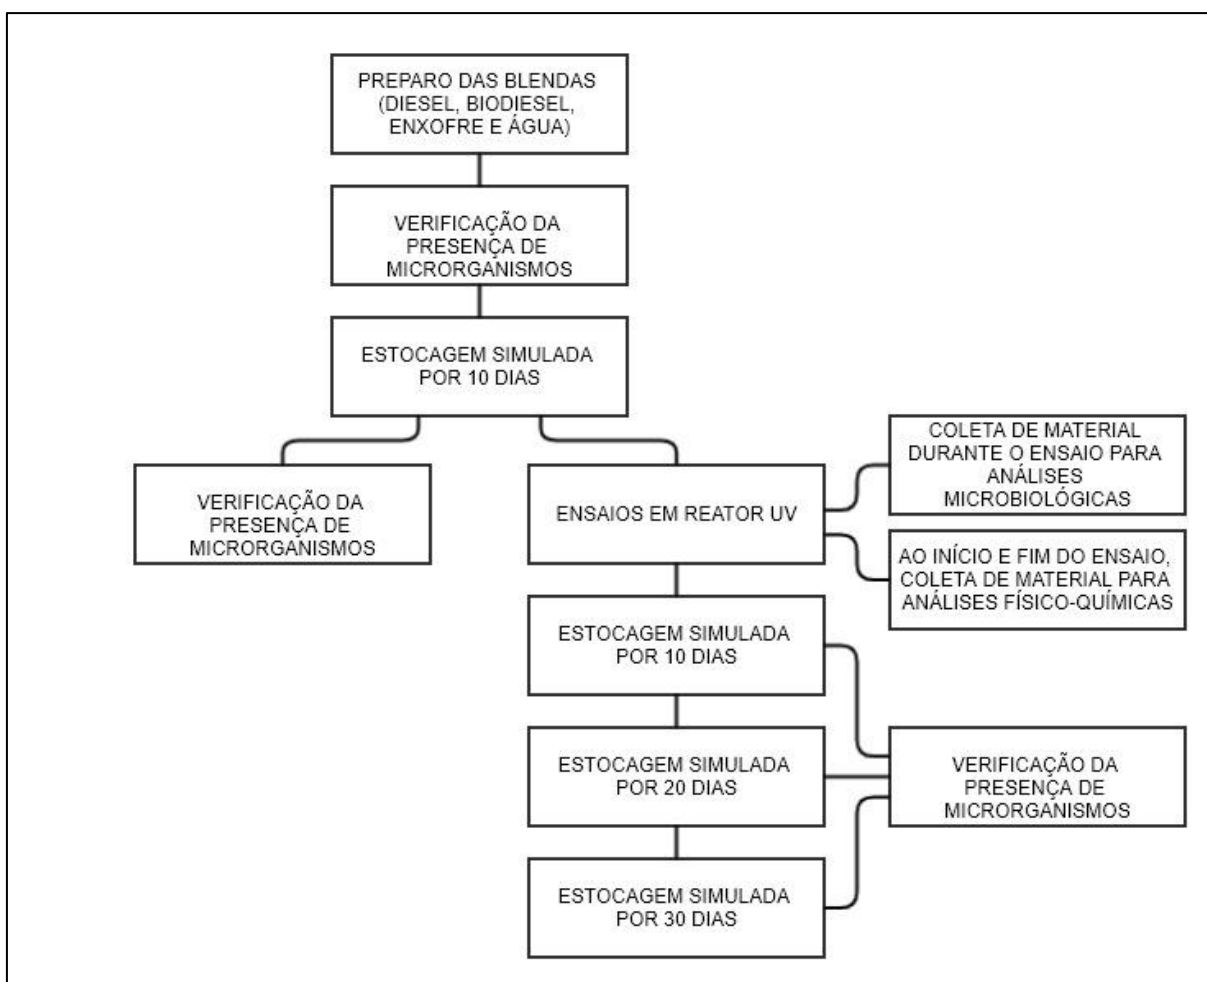 PREPARO DAS BLENDAS
(DIESEL, BIODIESEL,
ENXOFRE E ÁGUA)
VERIFICAÇÃO DA
PRESENÇA DE
MICRORGANISMOS
ESTOCAGEM SIMULADA
POR 10 DIAS
VERIFICAÇÃO DA
PRESENÇA DE
MICRORGANISMOS
ENSAIOS EM REATOR UV
COLETA DE MATERIAL
DURANTE O ENSAIO PARA
ANÁLISES
MICROBIOLÓGICAS
AO INÍCIO E FIM DO ENSAIO,
COLETA DE MATERIAL PARA
ANÁLISES FÍSICO-QUÍMICAS
ESTOCAGEM SIMULADA
POR 10 DIAS
ESTOCAGEM SIMULADA
POR 20 DIAS
VERIFICAÇÃO DA
PRESENÇA DE
MICRORGANISMOS
ESTOCAGEM SIMULADA
POR 30 DIAS